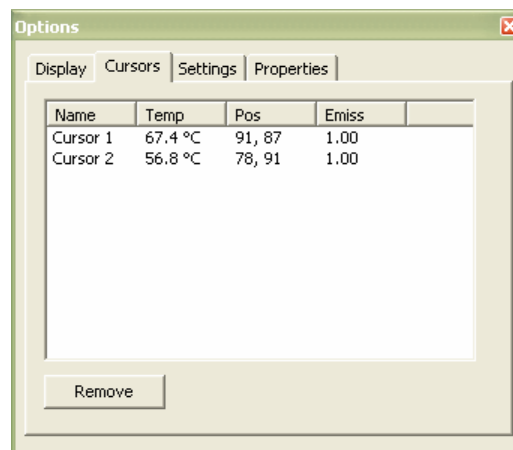 Options
Display Cursors Settings Properties
Name Temp Pos Emiss
Cursor 1 67.4 °C 91, 87 1.00
Cursor 2 56.8 °C 78, 91 1.00
Remove